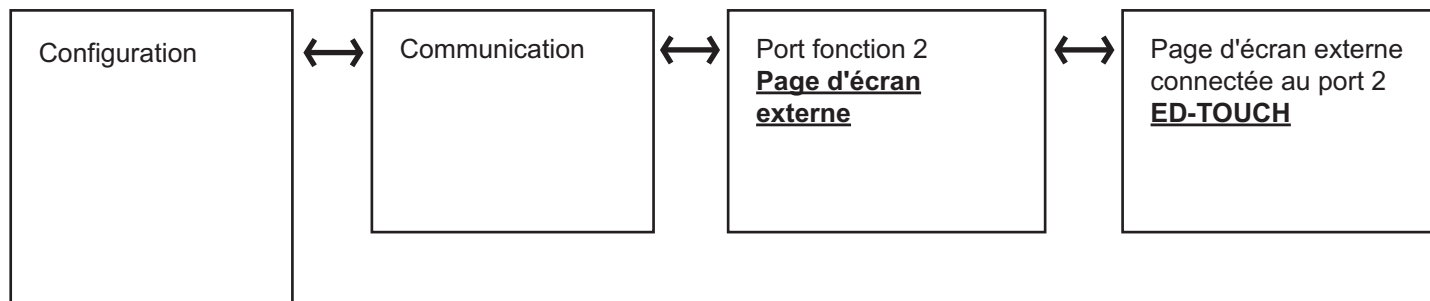 Configuration
Communication
Port fonction 2
Page d'écran
externe
Page d'écran externe
connectée au port 2
ED-TOUCH